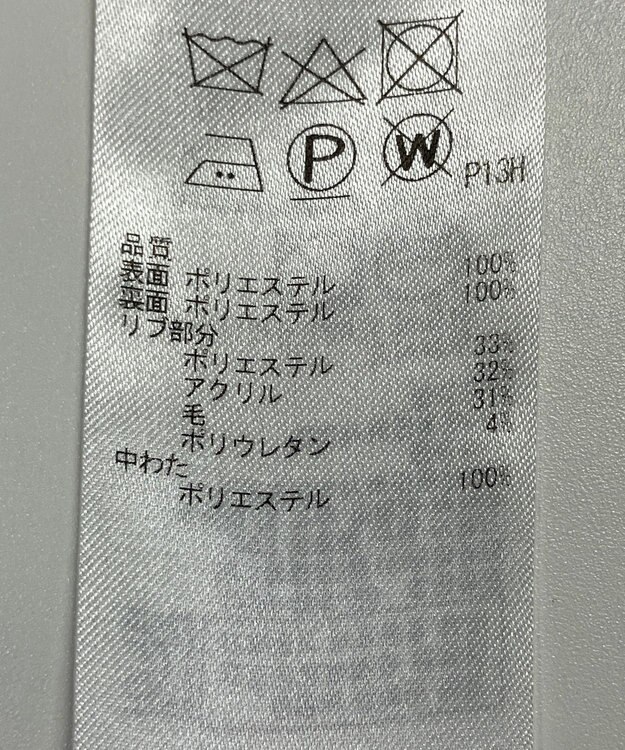 P W P13H
品質
表面 ポリエステル 100%
裏面 ポリエステル 100%
リブ部分
ポリエステル 33%
アクリル 32%
毛 31%
ポリウレタン 4%
中わた
ポリエステル 100%